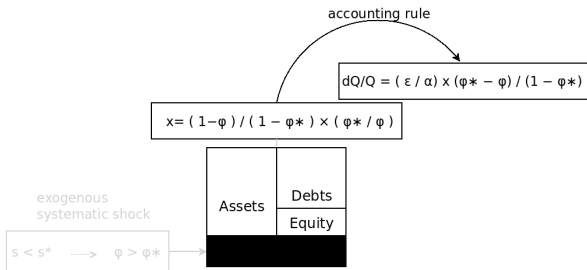 accounting rule
dQ/Q = ( ε / α) x (φ∗ − φ) / (1 − φ∗)
x= ( 1−φ ) / ( 1 − φ∗ ) × ( φ∗ / φ )
Assets
Debts
Equity
exogenous
systematic shock
s < s* φ > φ∗